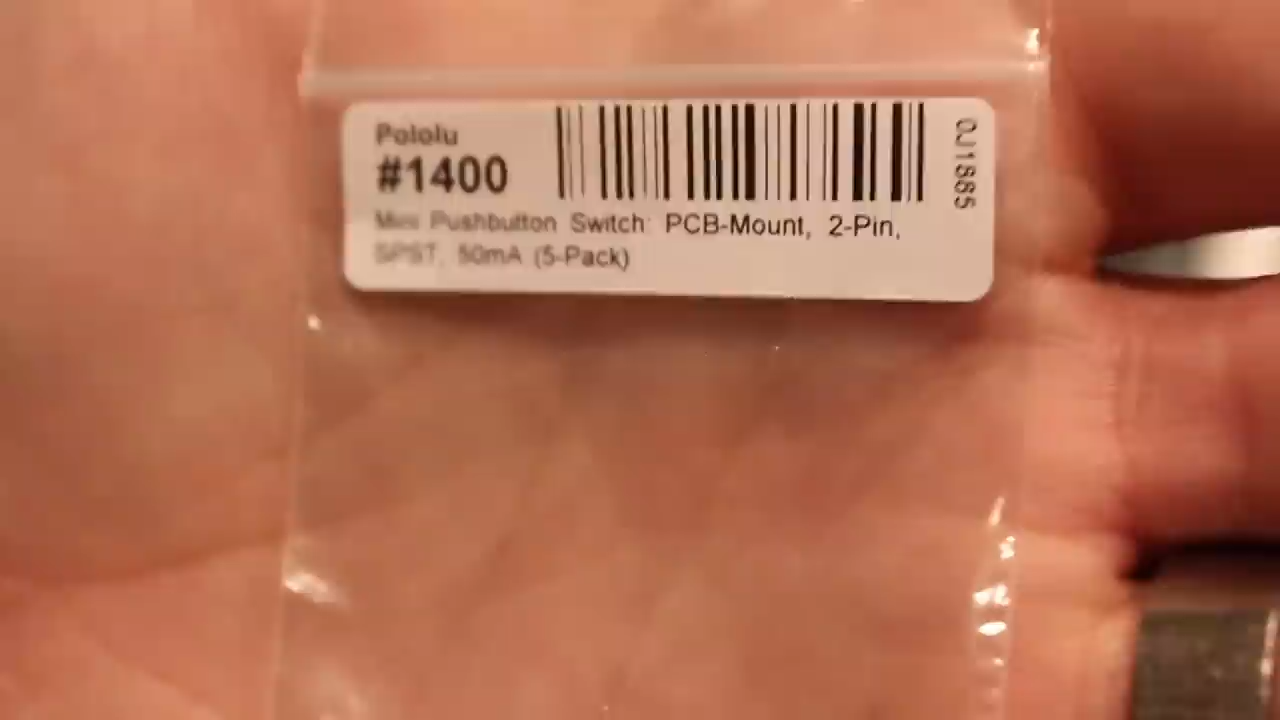 Pololu
#1400
Mini Pushbutton Switch: PCB-Mount, 2-Pin,
SPST, 50mA (5-Pack)
0J1885